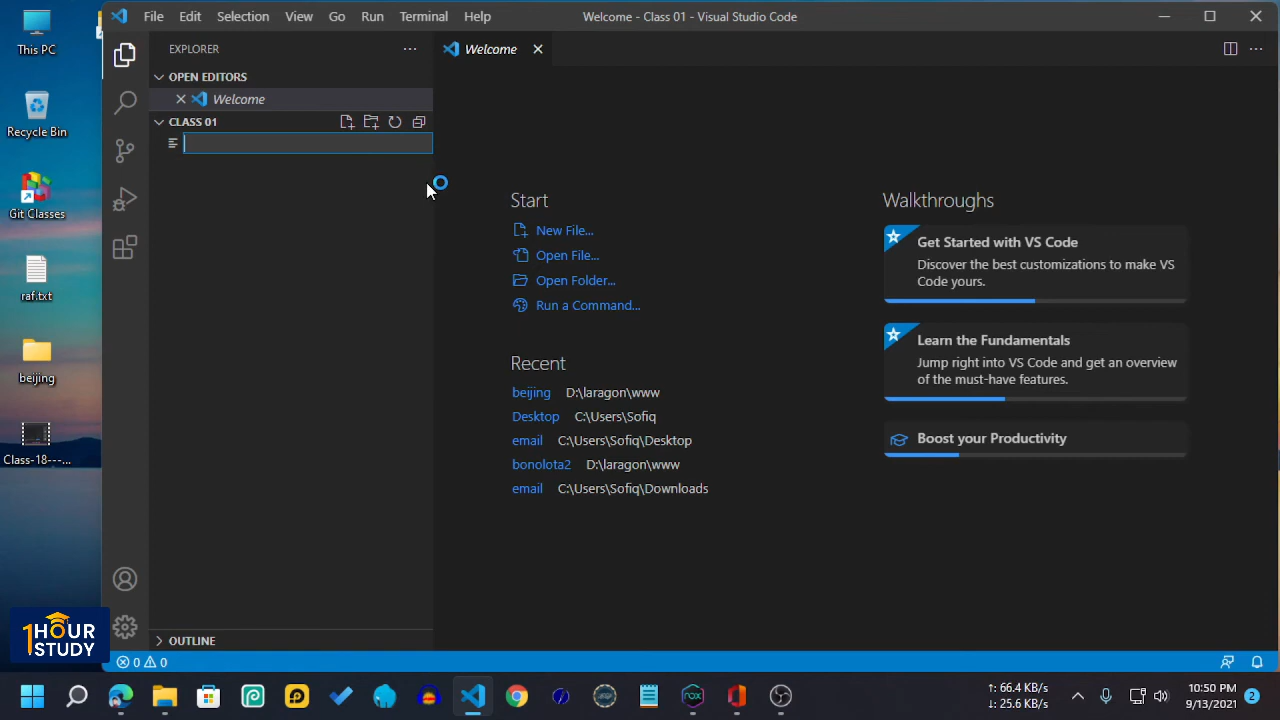 File Edit Selection View Go Run Terminal Help
Welcome - Class 01 - Visual Studio Code
This PC
Recycle Bin
Git Classes
raf.txt
beijing
Class-18---...
EXPLORER
OPEN EDITORS
Welcome
CLASS 01
OUTLINE
Welcome
Start
New File...
Open File...
Open Folder...
Run a Command...
Recent
beijing D:\laragon\www
Desktop C:\Users\Sofiq
email C:\Users\Sofiq\Desktop
bonolota2 D:\laragon\www
email C:\Users\Sofiq\Downloads
Walkthroughs
Get Started with VS Code
Discover the best customizations to make VS
Code yours.
Learn the Fundamentals
Jump right into VS Code and get an overview
of the must-have features.
Boost your Productivity
1HOUR
STUDY
0 0
↑: 66.4 KB/s
↓: 25.6 KB/s
10:50 PM
9/13/2021
2